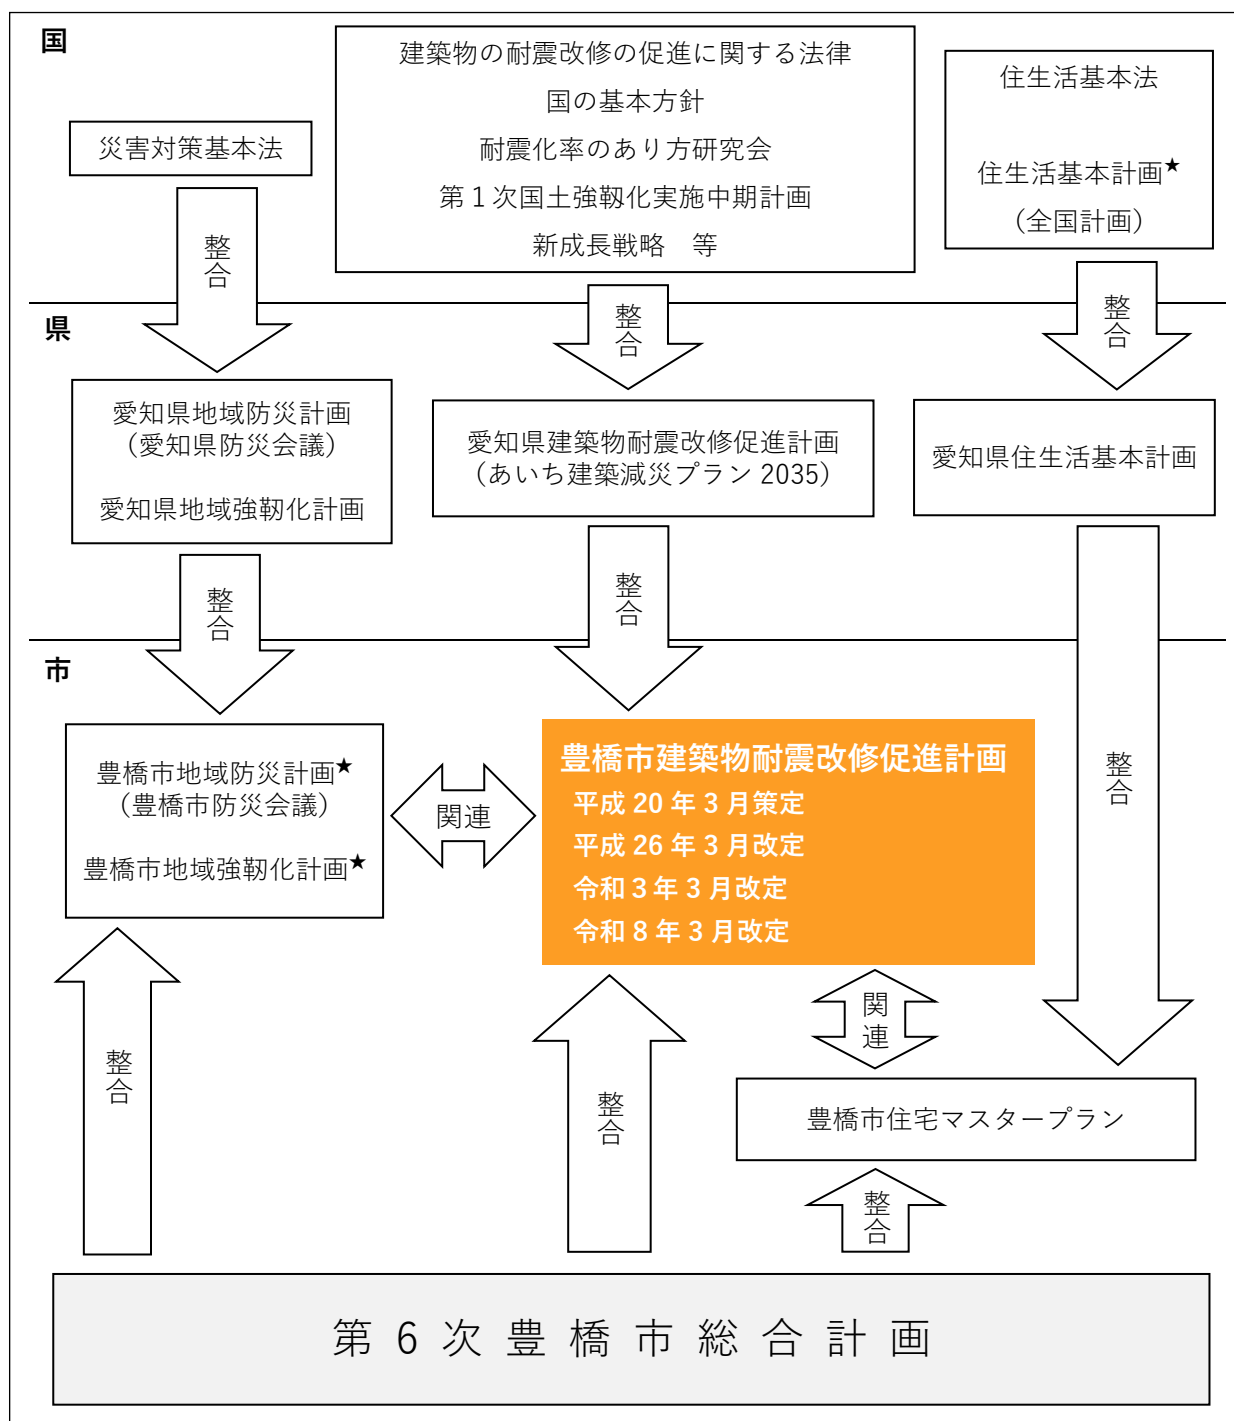 国
建築物の耐震改修の促進に関する法律
国の基本方針
耐震化率のあり方研究会
第1次国土強靱化実施中期計画
新成長戦略　等
住生活基本法
住生活基本計画★
（全国計画）
災害対策基本法
整合
整合
整合
県
愛知県地域防災計画
（愛知県防災会議）
愛知県地域強靭化計画
愛知県建築物耐震改修促進計画
（あいち建築減災プラン 2035）
愛知県住生活基本計画
整合
整合
整合
市
豊橋市地域防災計画★
（豊橋市防災会議）
豊橋市地域強靭化計画★
関連
豊橋市建築物耐震改修促進計画
平成 20 年 3 月策定
平成 26 年 3 月改定
令和 3 年 3 月改定
令和 8 年 3 月改定
関連
豊橋市住宅マスタープラン
整合
整合
整合
第 6 次 豊 橋 市 総 合 計 画